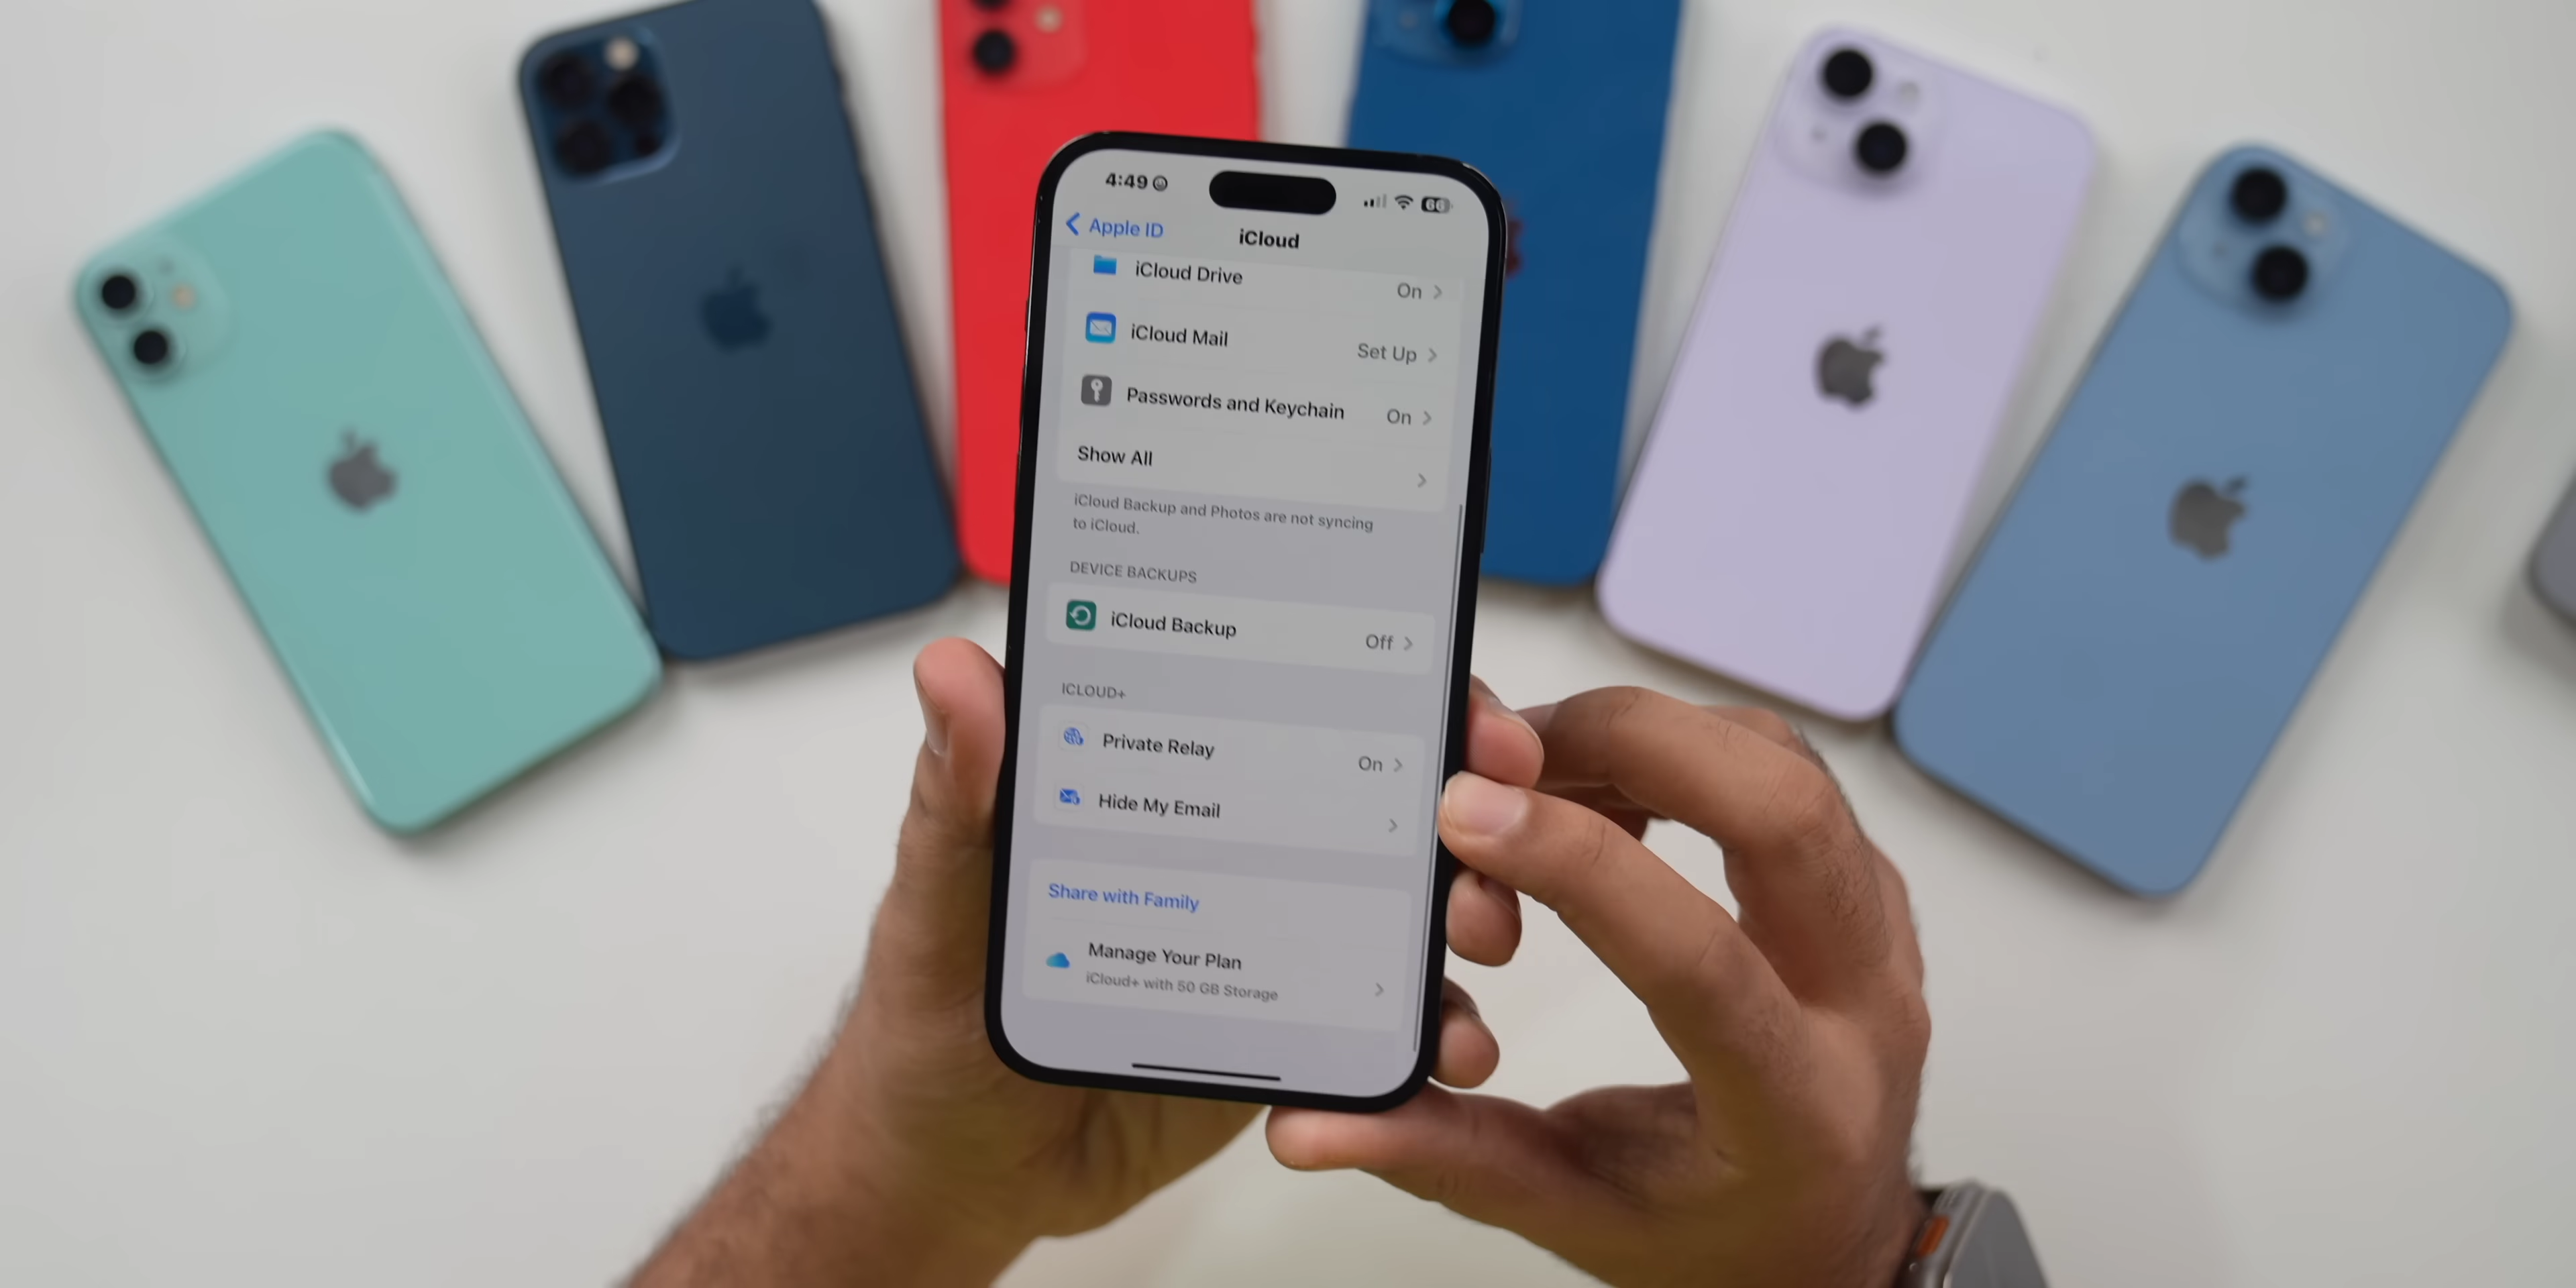 4:49
66
Apple ID
iCloud
iCloud Drive On
iCloud Mail Set Up
Passwords and Keychain On
Show All
iCloud Backup and Photos are not syncing
to iCloud.
DEVICE BACKUPS
iCloud Backup Off
ICLOUD+
Private Relay On
Hide My Email
Share with Family
Manage Your Plan
iCloud+ with 50 GB Storage